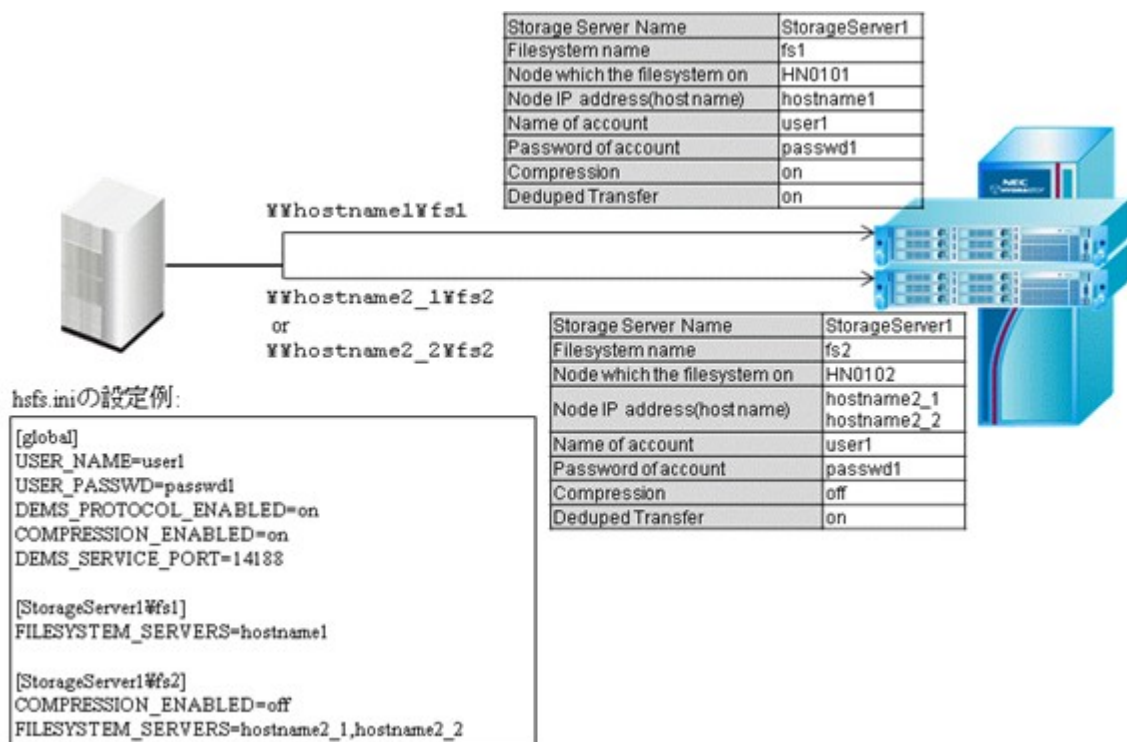 Storage Server Name StorageServer1
Filesystem name fs1
Node which the filesystem on HN0101
Node IP address(host name) hostname1
Name of account user1
Password of account passwd1
Compression on
Deduped Transfer on
NEC
HYDRAstor
¥¥hostname1¥fs1
¥¥hostname2_1¥fs2
or
¥¥hostname2_2¥fs2
Storage Server Name StorageServer1
Filesystem name fs2
Node which the filesystem on HN0102
Node IP address(host name) hostname2_1
hostname2_2
Name of account user1
Password of account passwd1
Compression off
Deduped Transfer on
hsfs.iniの設定例:
[global]
USER_NAME=user1
USER_PASSWD=passwd1
DEMS_PROTOCOL_ENABLED=on
COMPRESSION_ENABLED=on
DEMS_SERVICE_PORT=14188
[StorageServer1¥fs1]
FILESYSTEM_SERVERS=hostname1
[StorageServer1¥fs2]
COMPRESSION_ENABLED=off
FILESYSTEM_SERVERS=hostname2_1,hostname2_2